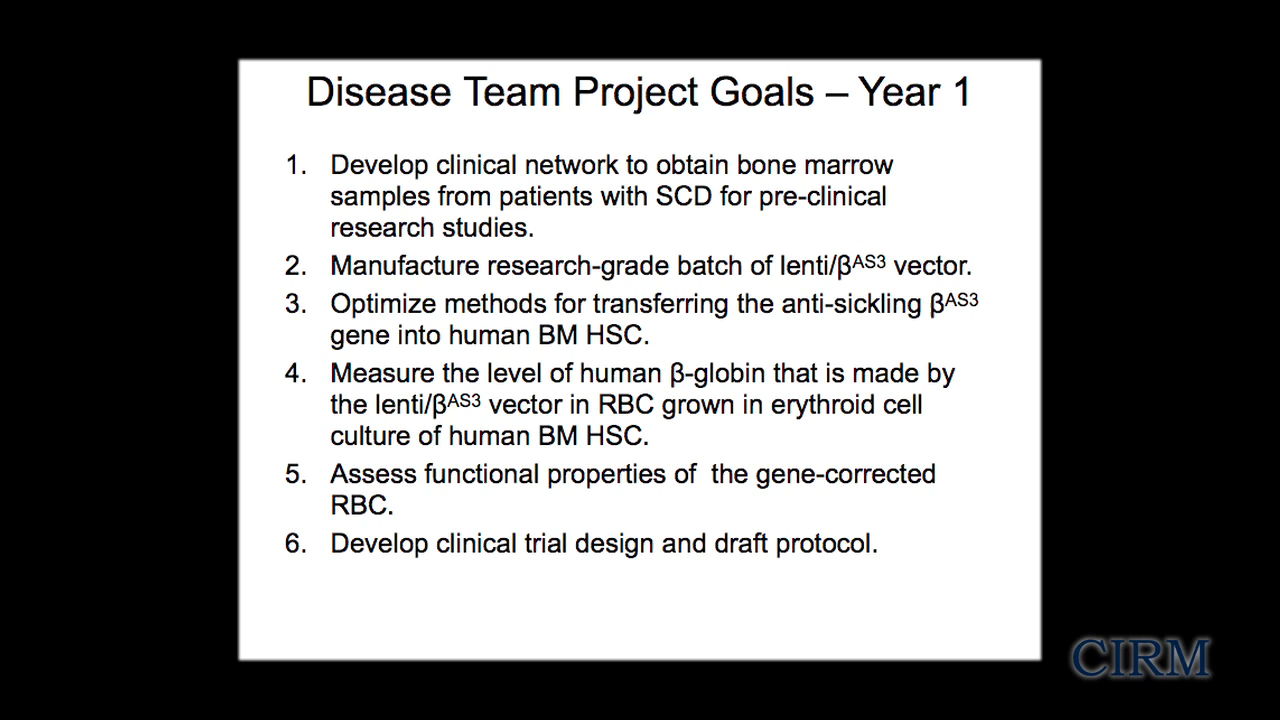 Disease Team Project Goals – Year 1
1. Develop clinical network to obtain bone marrow
samples from patients with SCD for pre-clinical
research studies.
2. Manufacture research-grade batch of lenti/βᴬˢ³ vector.
3. Optimize methods for transferring the anti-sickling βᴬˢ³
gene into human BM HSC.
4. Measure the level of human β-globin that is made by
the lenti/βᴬˢ³ vector in RBC grown in erythroid cell
culture of human BM HSC.
5. Assess functional properties of  the gene-corrected
RBC.
6. Develop clinical trial design and draft protocol.
CIRM